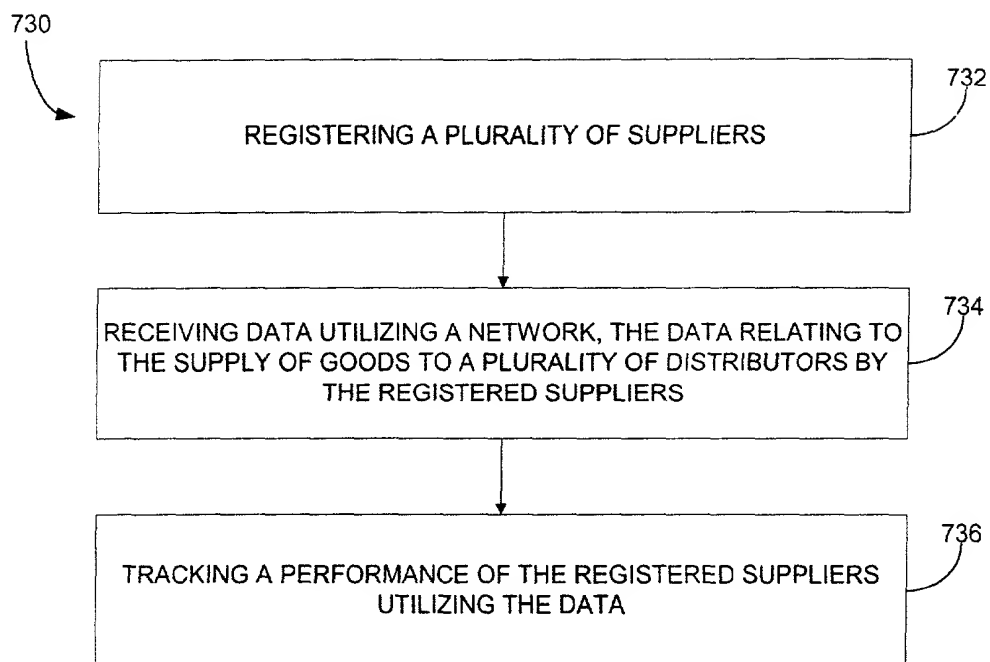 730
732
REGISTERING A PLURALITY OF SUPPLIERS
734
RECEIVING DATA UTILIZING A NETWORK, THE DATA RELATING TO
THE SUPPLY OF GOODS TO A PLURALITY OF DISTRIBUTORS BY
THE REGISTERED SUPPLIERS
736
TRACKING A PERFORMANCE OF THE REGISTERED SUPPLIERS
UTILIZING THE DATA